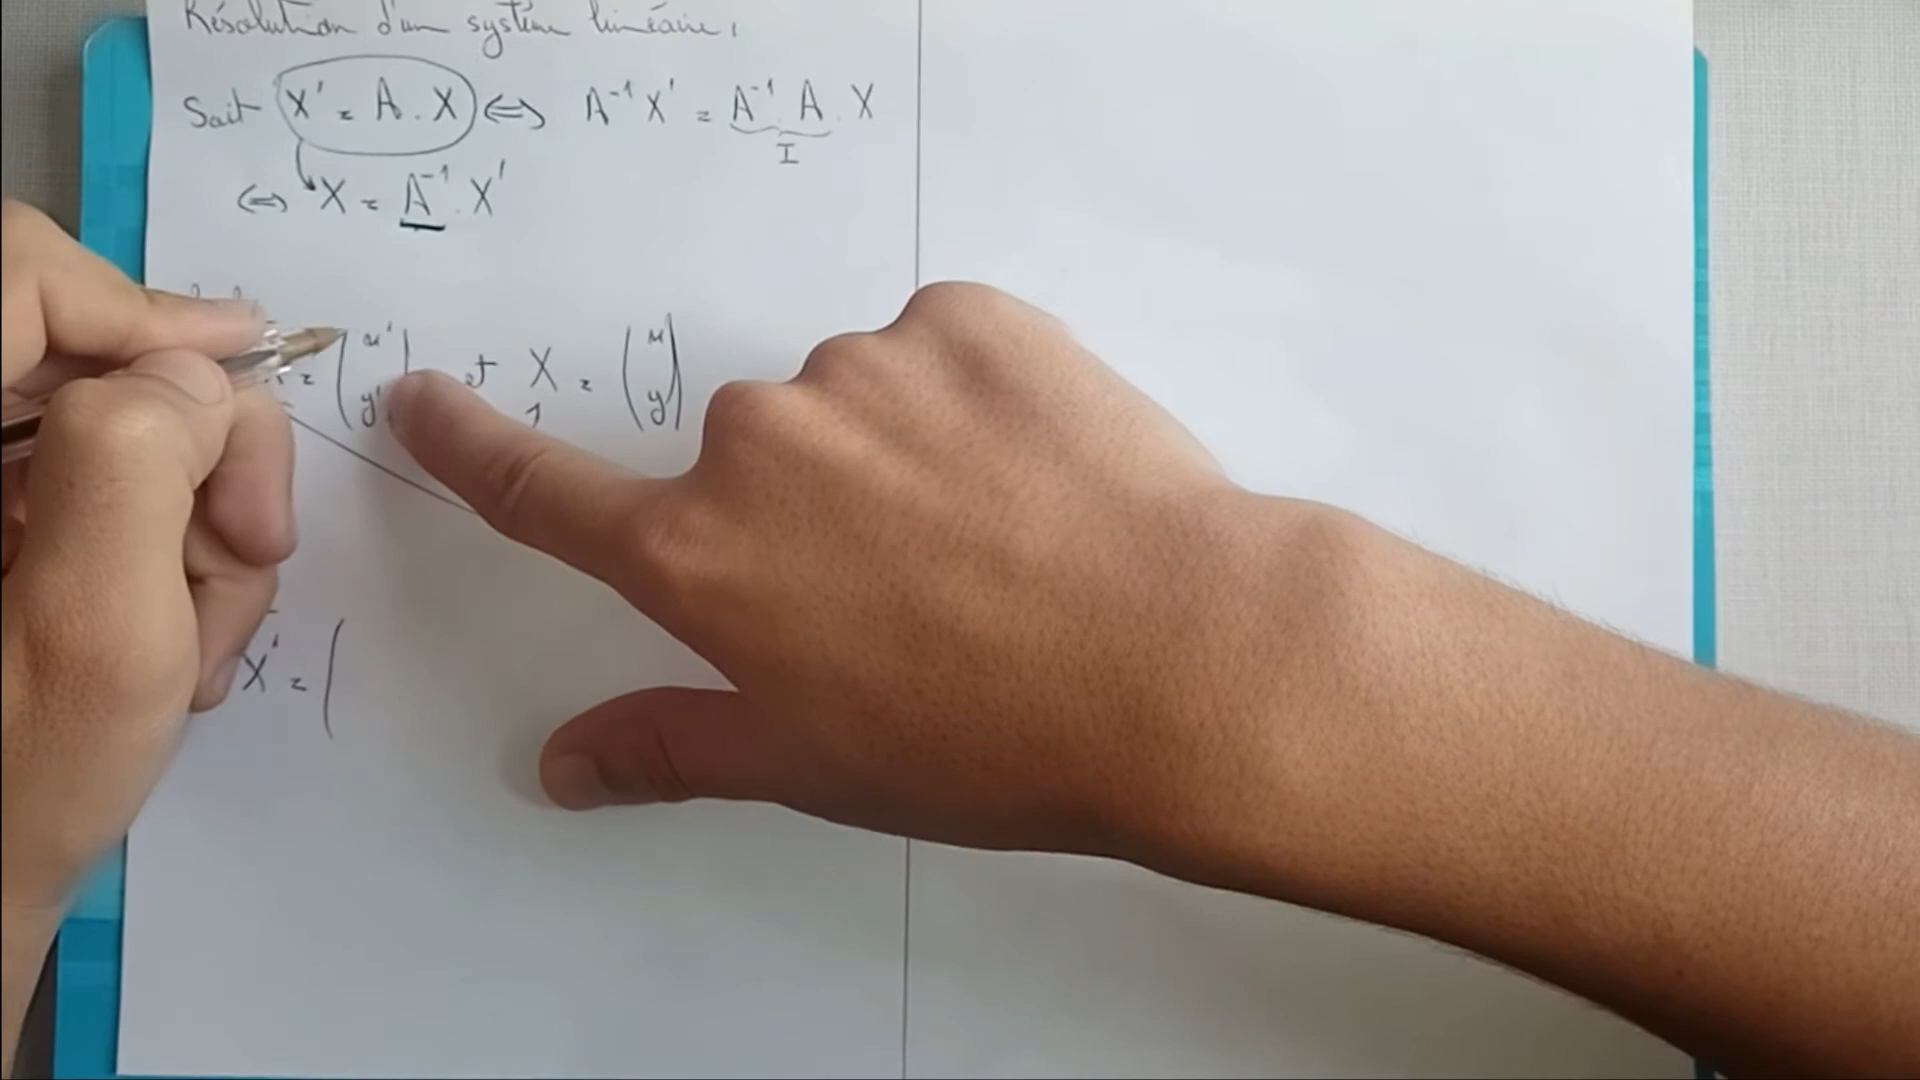 Résolution d'un système linéaire,
Soit X' = A . X ⇔ A⁻¹ X' = A⁻¹ . A . X
I
⇔ X = A⁻¹ . X'
= ( x' y' ) et X = ( x y )
X' = (